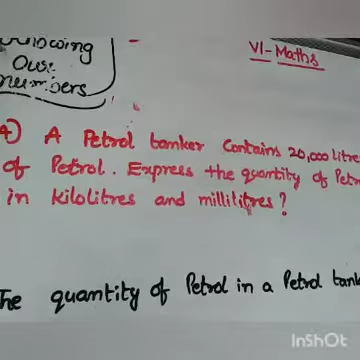 Knowing
Our
numbers
VI-Maths
4) A Petrol tanker contains 20,000 litre
of Petrol. Express the quantity of Petr
in kilolitres and millilitres?
The quantity of Petrol in a Petrol tank
InShOt